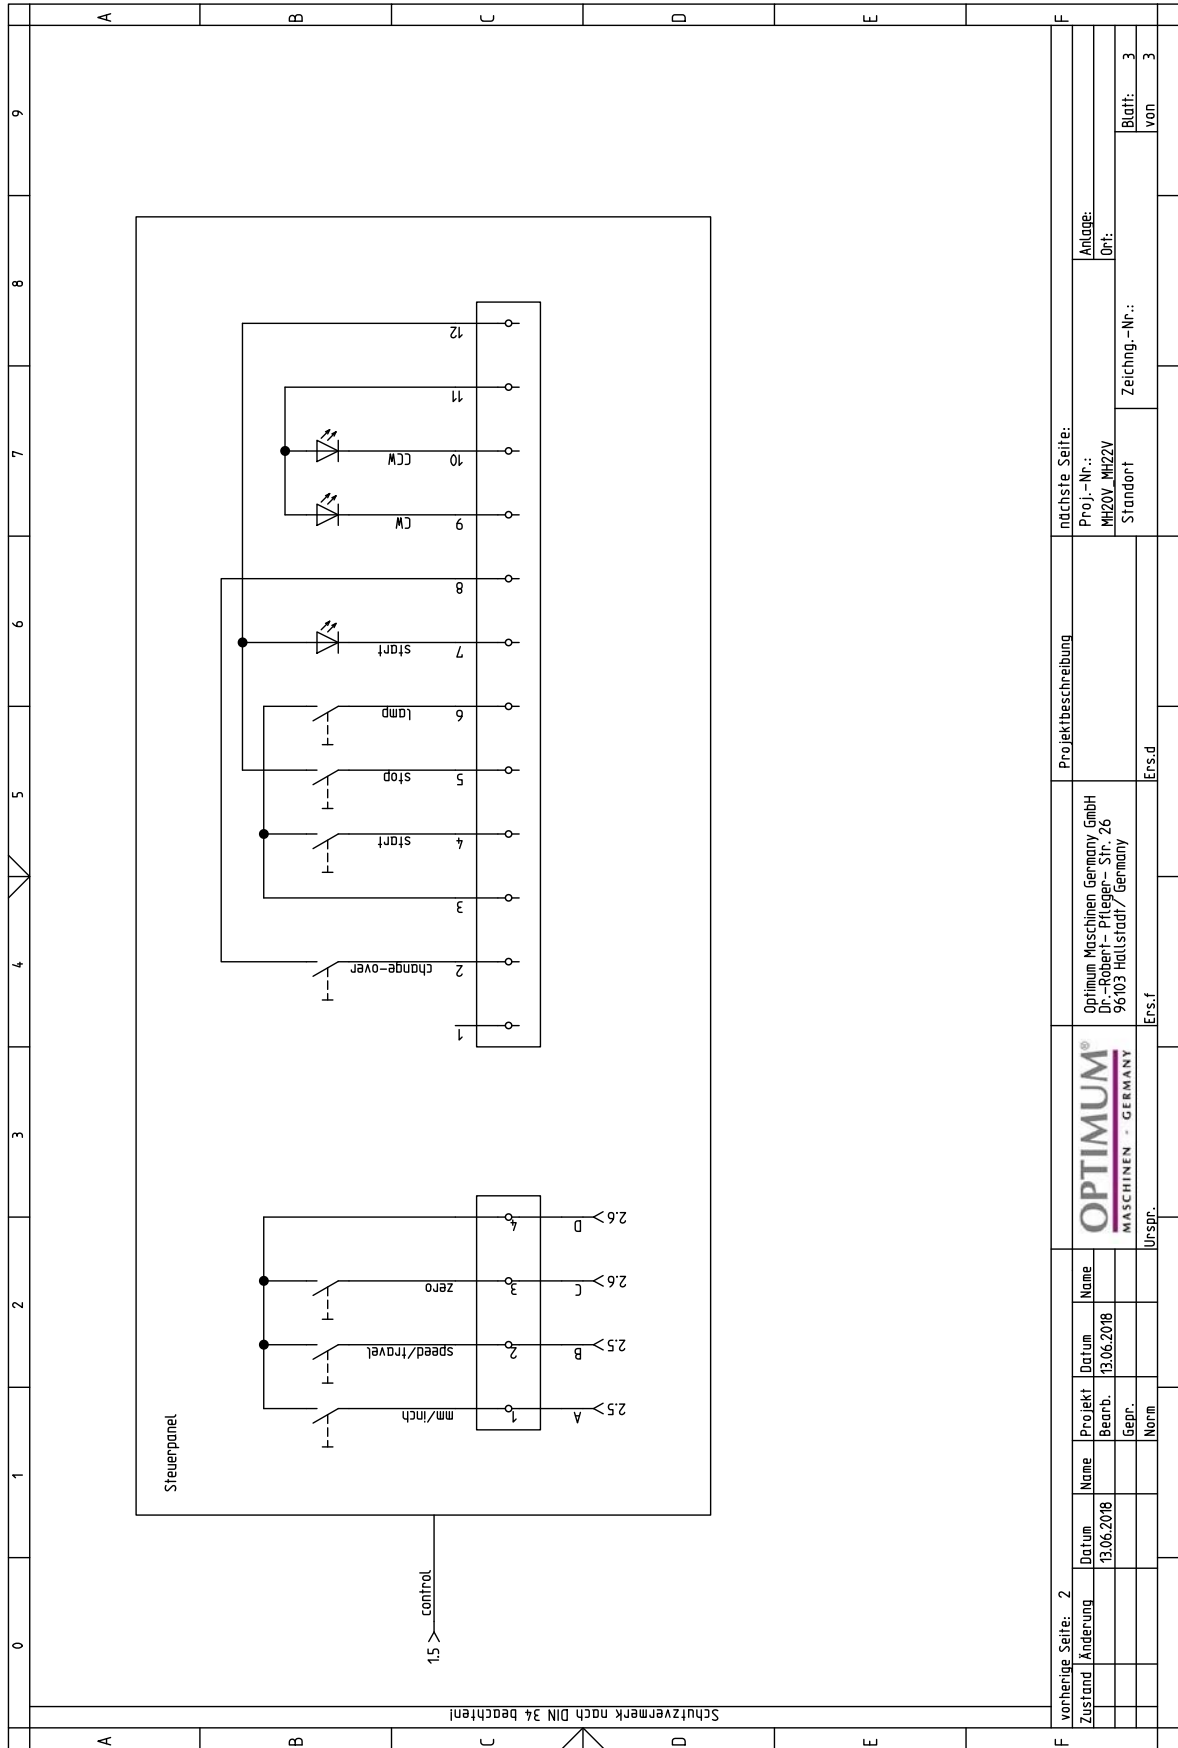 0 1 2 3 4 5 6 7 8 9
A
B
C
D
E
F
A
B
C
D
E
F
Schutzvermerk nach DIN 34 beachten!
Steuerpanel
1.5
control
mm/inch
speed/travel
zero
1
2
3
4
A
B
C
D
2.5
2.5
2.6
2.6
change-over
start
stop
lamp
start
CW
CCW
1
2
3
4
5
6
7
8
9
10
11
12
vorherige Seite: 2
Zustand Änderung Datum Name
13.06.2018
Projekt Datum Name
Bearb. 13.06.2018
Gepr.
Norm
OPTIMUM®
MASCHINEN - GERMANY
Urspr.
Optimum Maschinen Germany GmbH
Dr.-Robert- Pfleger- Str. 26
96103 Hallstadt/ Germany
Ers.f
Ers.d
Projektbeschreibung
nächste Seite:
Proj.-Nr.:
MH20V_MH22V
Anlage:
Ort:
Standort
Zeichng.-Nr.:
Blatt: 3
von 3